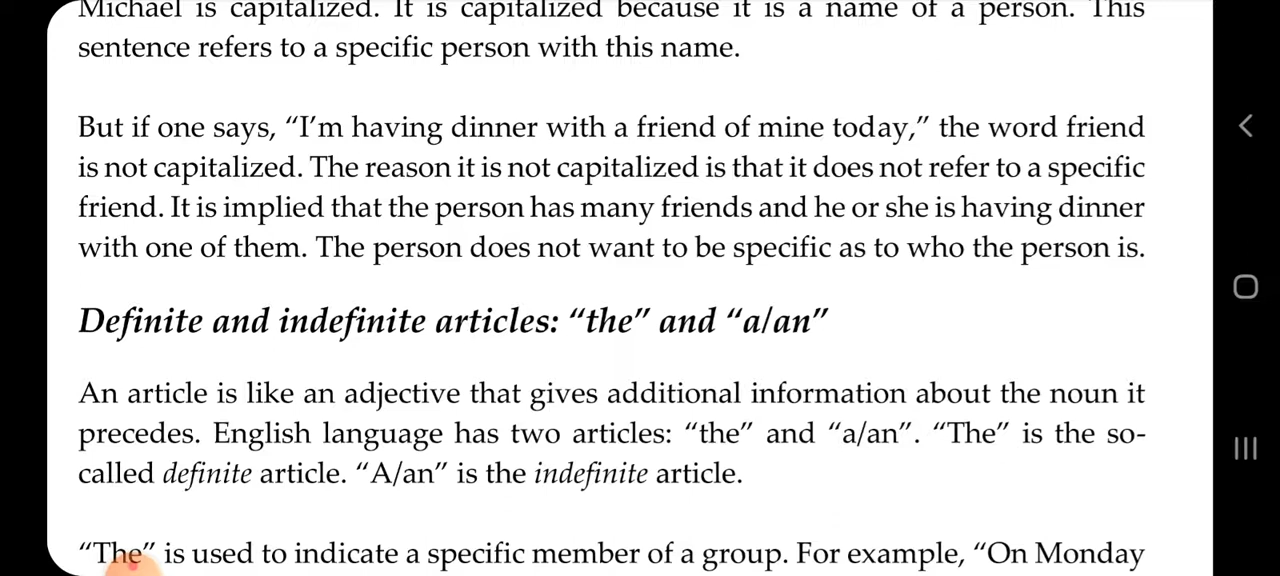 Michael is capitalized. It is capitalized because it is a name of a person. This
sentence refers to a specific person with this name.
But if one says, “I’m having dinner with a friend of mine today,” the word friend
is not capitalized. The reason it is not capitalized is that it does not refer to a specific
friend. It is implied that the person has many friends and he or she is having dinner
with one of them. The person does not want to be specific as to who the person is.
Definite and indefinite articles: “the” and “a/an”
An article is like an adjective that gives additional information about the noun it
precedes. English language has two articles: “the” and “a/an”. “The” is the so-
called definite article. “A/an” is the indefinite article.
“The” is used to indicate a specific member of a group. For example, “On Monday